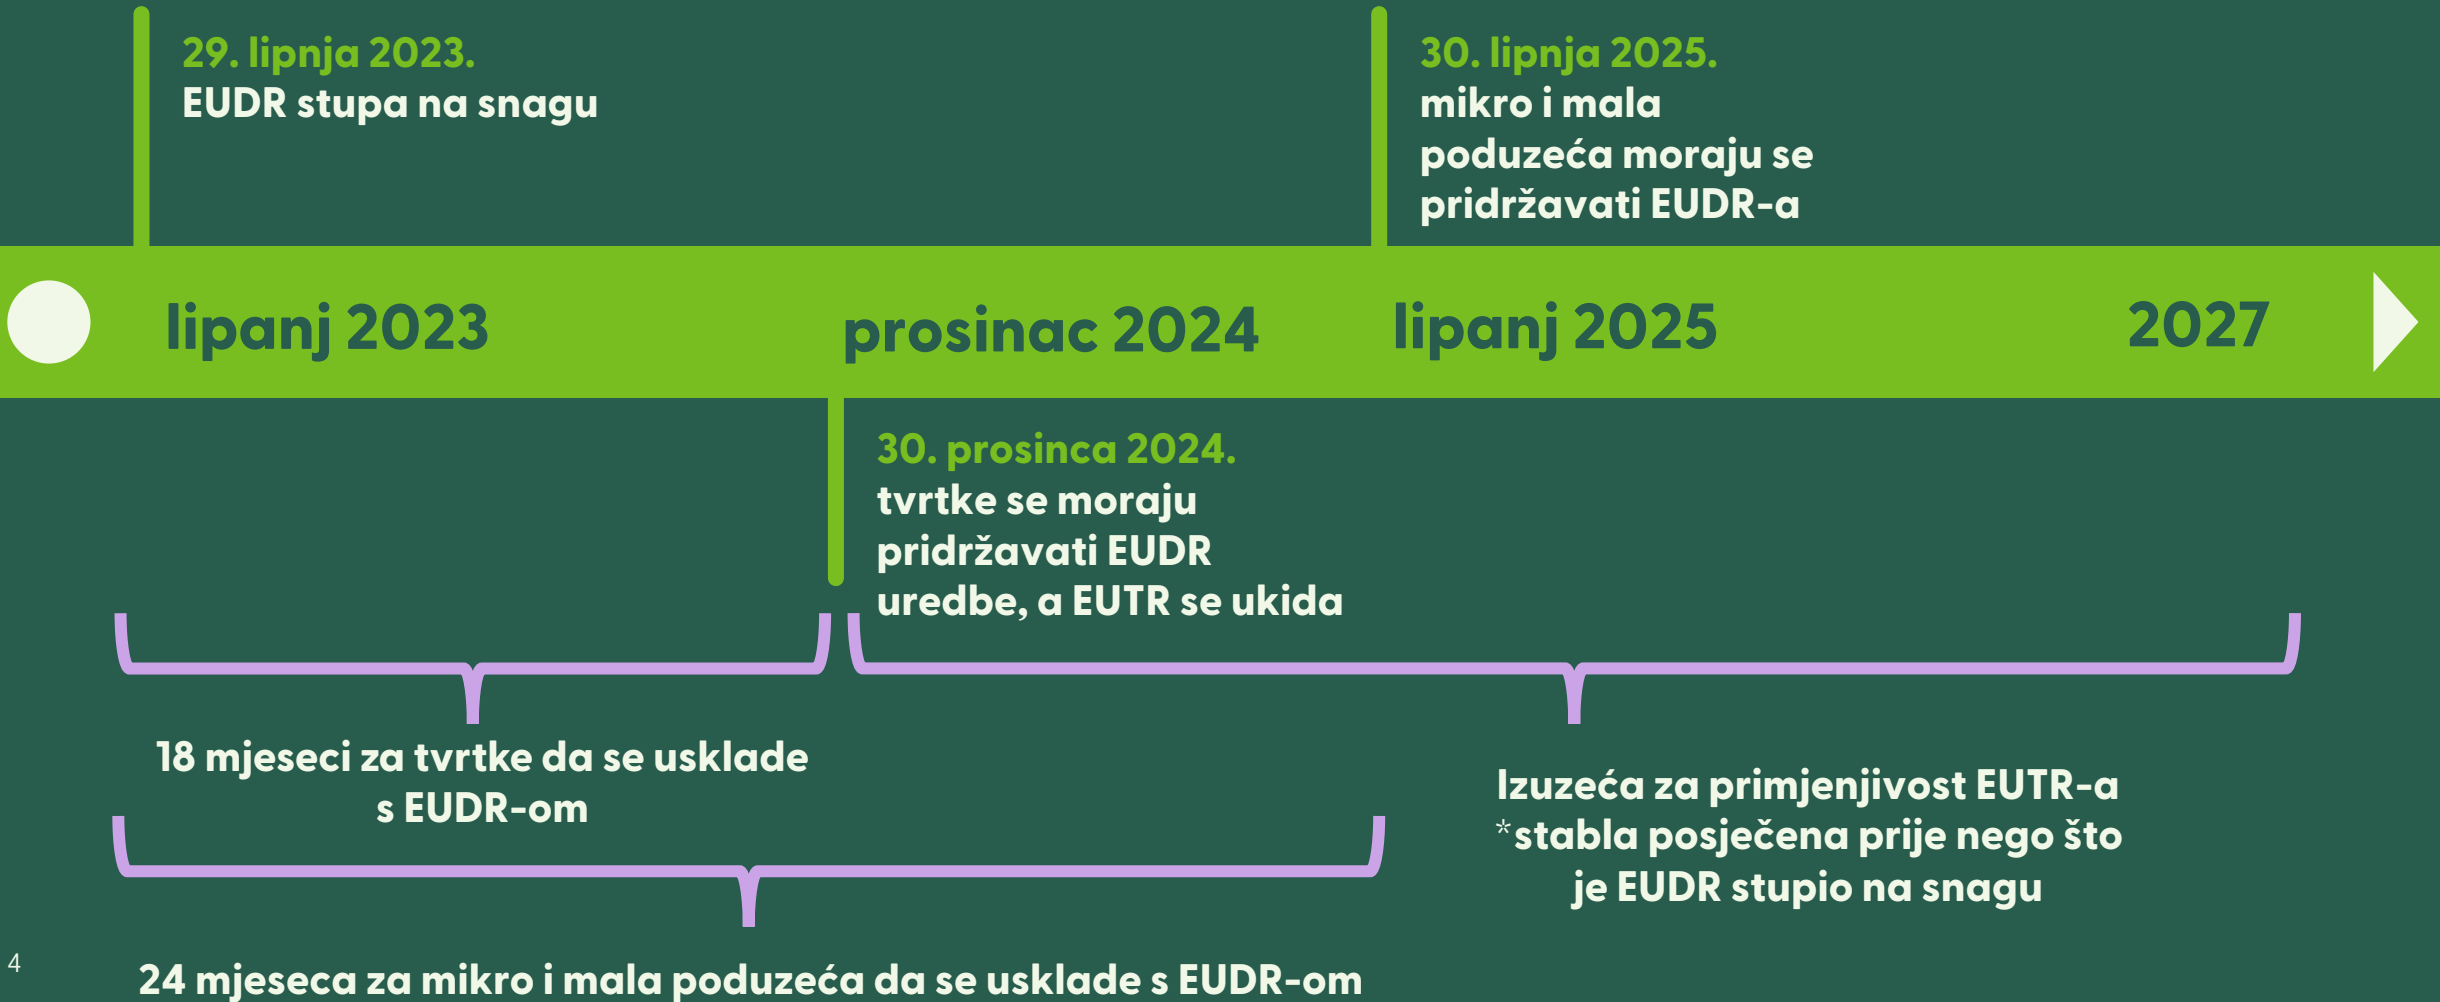 29. lipnja 2023.
EUDR stupa na snagu
30. lipnja 2025.
mikro i mala
poduzeća moraju se
pridržavati EUDR-a
lipanj 2023
prosinac 2024
lipanj 2025
2027
30. prosinca 2024.
tvrtke se moraju
pridržavati EUDR
uredbe, a EUTR se ukida
18 mjeseci za tvrtke da se usklade
s EUDR-om
Izuzeća za primjenjivost EUTR-a
*stabla posječena prije nego što
je EUDR stupio na snagu
24 mjeseca za mikro i mala poduzeća da se usklade s EUDR-om
4